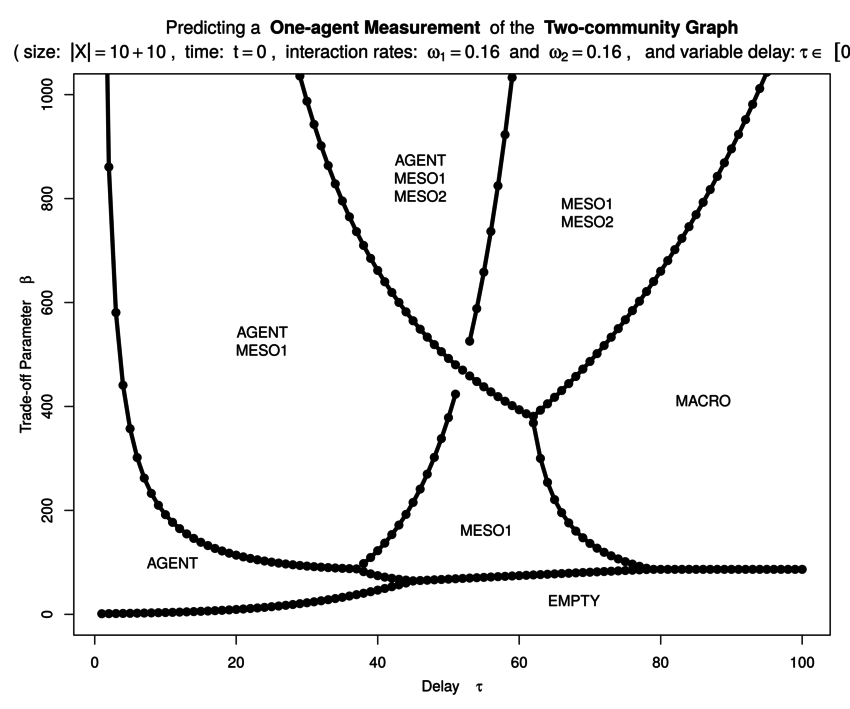 Predicting a One-agent Measurement of the Two-community Graph
( size: |X| = 10 + 10 , time: t = 0 , interaction rates: ω₁ = 0.16 and ω₂ = 0.16 , and variable delay: τ ∈ [0
1000
800
600
400
200
0
Trade-off Parameter β
AGENT
MESO1
MESO2
MESO1
MESO2
AGENT
MESO1
MACRO
MESO1
AGENT
EMPTY
0 20 40 60 80 100
Delay τ